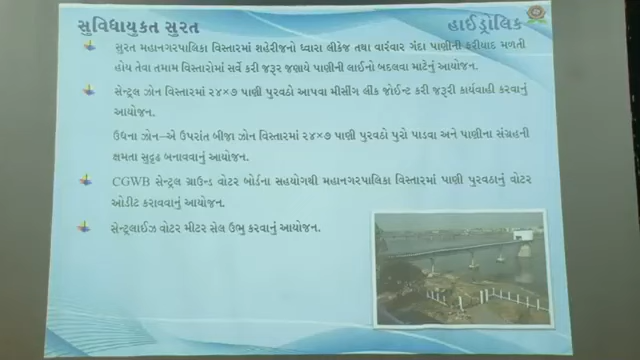 સુવિધાયુક્ત સુરત
હાઈડ્રોલિક
સુરત મહાનગરપાલિકા વિસ્તારમાં શહેરીજનો ધ્વારા લીકેજ તથા વારંવાર ગંદા પાણીની ફરીયાદ મળતી
હોય તેવા તમામ વિસ્તારોમાં સર્વે કરી જરૂર જણાયે પાણીની લાઈનો બદલવા માટેનું આયોજન.
સેન્ટ્રલ ઝોન વિસ્તારમાં ૨૪×૭ પાણી પુરવઠો આપવા મીસીંગ લીંક જોઈન્ટ કરી જરૂરી કાર્યવાહી કરવાનું
આયોજન.
ઉધના ઝોન–એ ઉપરાંત બીજા ઝોન વિસ્તારમાં ૨૪×૭ પાણી પુરવઠો પુરો પાડવા અને પાણીના સંગ્રહની
ક્ષમતા સુદૃઢ બનાવવાનું આયોજન.
CGWB સેન્ટ્રલ ગ્રાઉન્ડ વોટર બોર્ડના સહયોગથી મહાનગરપાલિકા વિસ્તારમાં પાણી પુરવઠાનું વોટર
ઓડીટ કરાવવાનું આયોજન.
સેન્ટ્રલાઈઝ વોટર મીટર સેલ ઉભુ કરવાનું આયોજન.